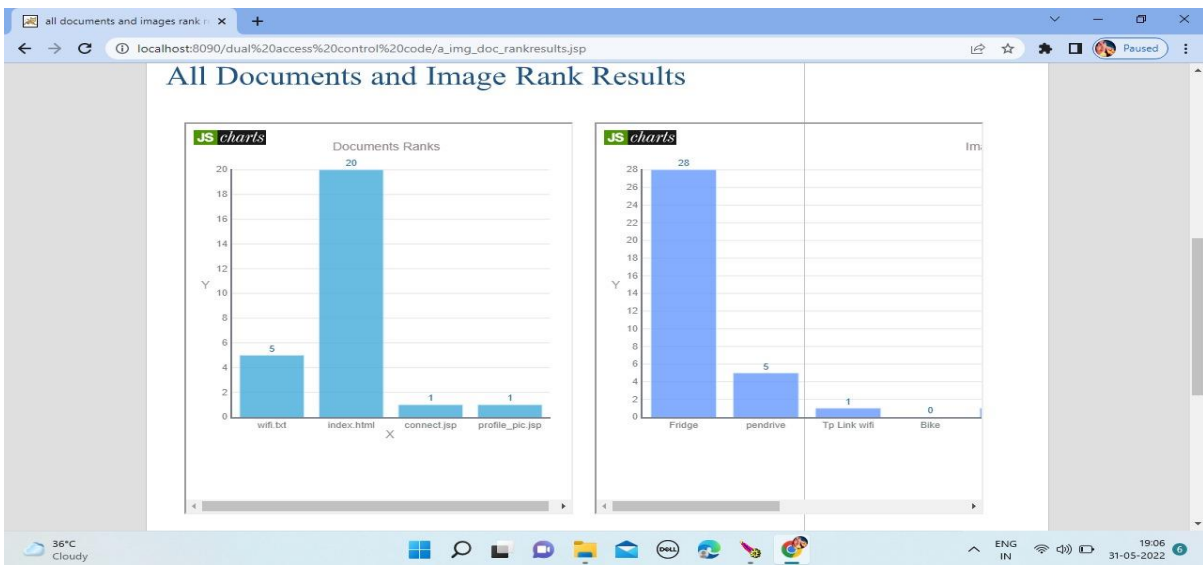 all documents and images rank r
localhost:8090/dual%20access%20control%20code/a_img_doc_rankresults.jsp
Paused
All Documents and Image Rank Results
JS charts
Documents Ranks
20
20
18
16
14
12
Y
10
8
6
5
4
2
1
1
0
wifi.txt index.html connect.jsp profile_pic.jsp
X
JS charts
Im
28
28
26
24
22
20
18
Y
16
14
12
10
8
6
5
4
2
1
0
0
Fridge pendrive Tp Link wifi Bike
36°C
Cloudy
DELL
ENG
IN
19:06
31-05-2022
6